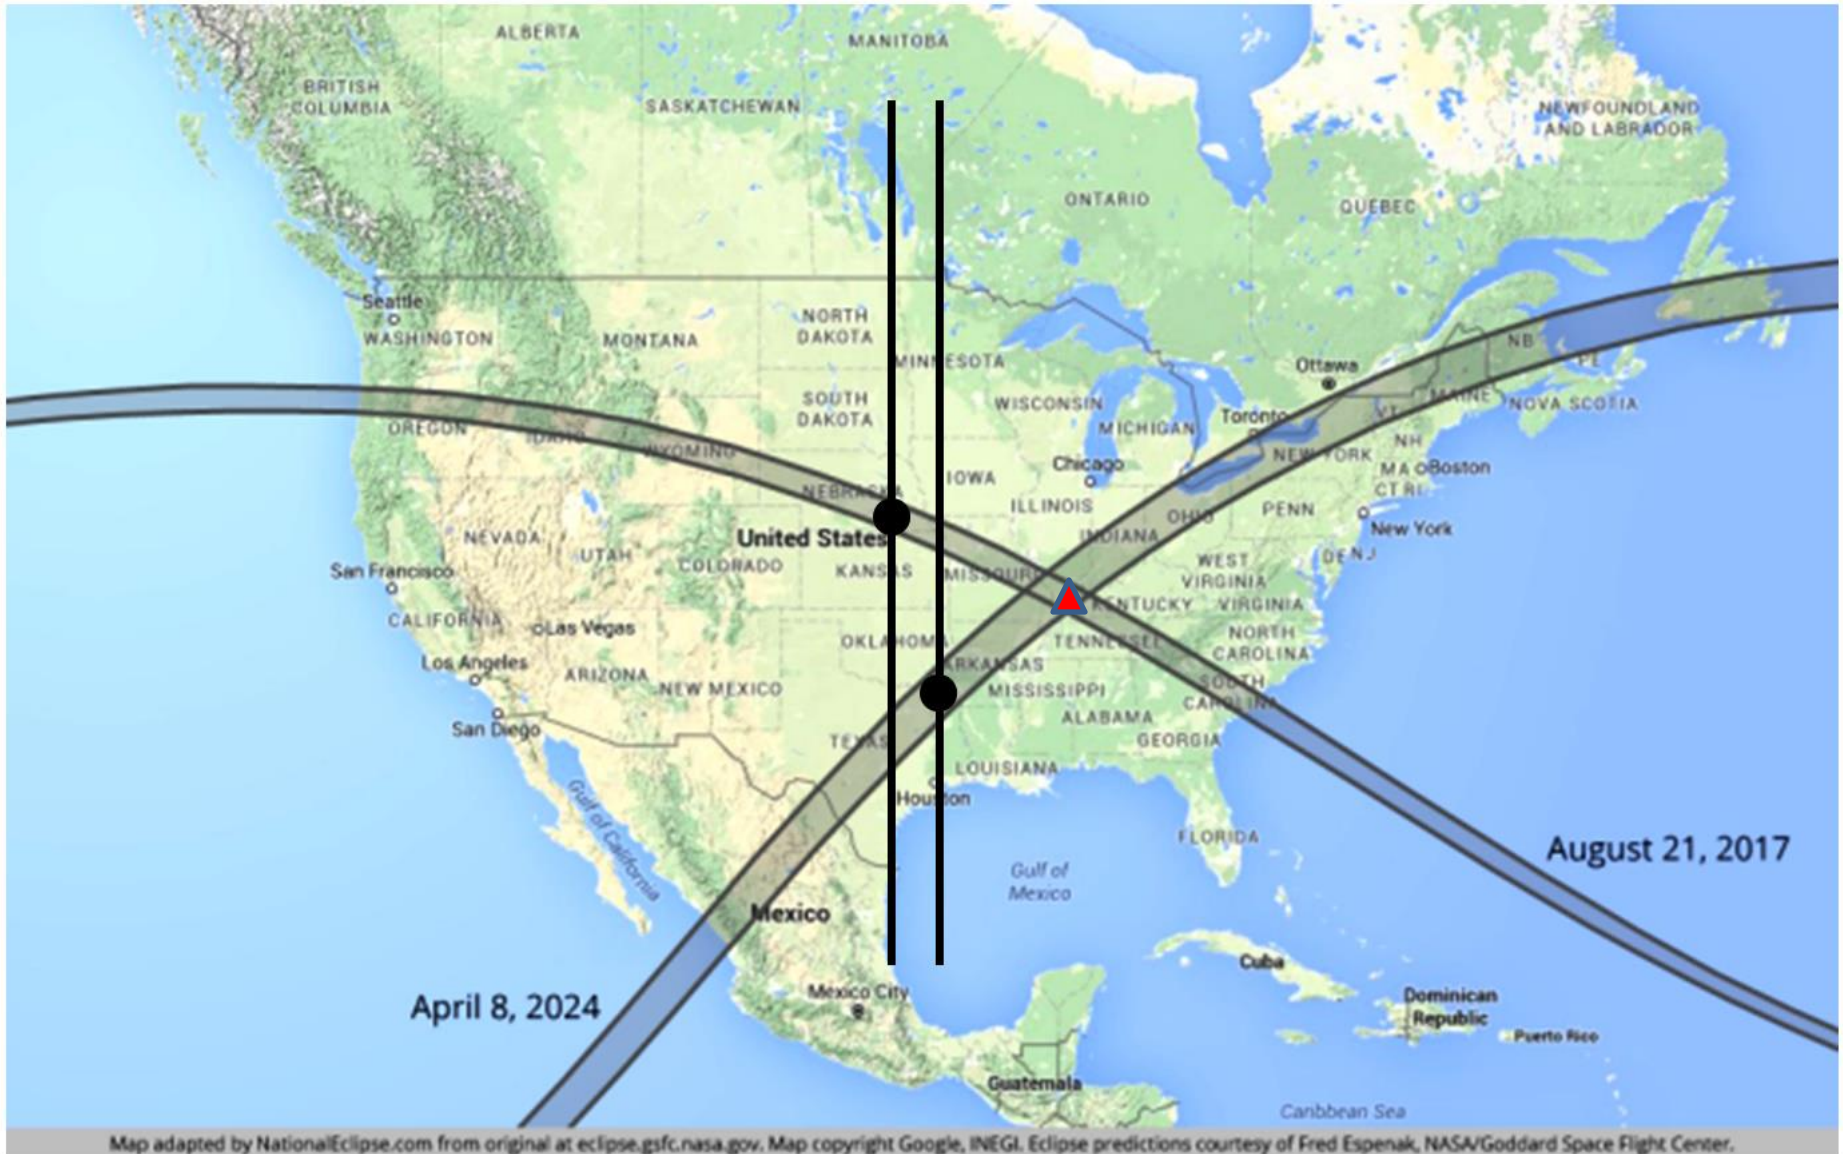 ALBERTA
MANITOBA
BRITISH
COLUMBIA
SASKATCHEWAN
NEWFOUNDLAND
AND LABRADOR
ONTARIO
QUEBEC
Seattle
WASHINGTON
MONTANA
NORTH
DAKOTA
MINNESOTA
Ottawa
NB
PE
SOUTH
DAKOTA
WISCONSIN
MICHIGAN
Toronto
VT
MAINE
NOVA SCOTIA
OREGON
IDAHO
WYOMING
NH
NEW YORK
Chicago
MA
Boston
CT RI
NEBRASKA
IOWA
ILLINOIS
INDIANA
OHIO
PENN
New York
NEVADA
United States
UTAH
COLORADO
KANSAS
MISSOURI
WEST
VIRGINIA
DE NJ
San Francisco
CALIFORNIA
Las Vegas
KENTUCKY
VIRGINIA
OKLAHOMA
TENNESSEE
NORTH
CAROLINA
Los Angeles
ARIZONA
NEW MEXICO
ARKANSAS
MISSISSIPPI
SOUTH
CAROLINA
San Diego
TEXAS
ALABAMA
GEORGIA
LOUISIANA
Houston
Gulf of California
FLORIDA
August 21, 2017
Gulf of
Mexico
Mexico
Cuba
April 8, 2024
Mexico City
Dominican
Republic
Puerto Rico
Guatemala
Caribbean Sea
Map adapted by NationalEclipse.com from original at eclipse.gsfc.nasa.gov. Map copyright Google, INEGI. Eclipse predictions courtesy of Fred Espenak, NASA/Goddard Space Flight Center.